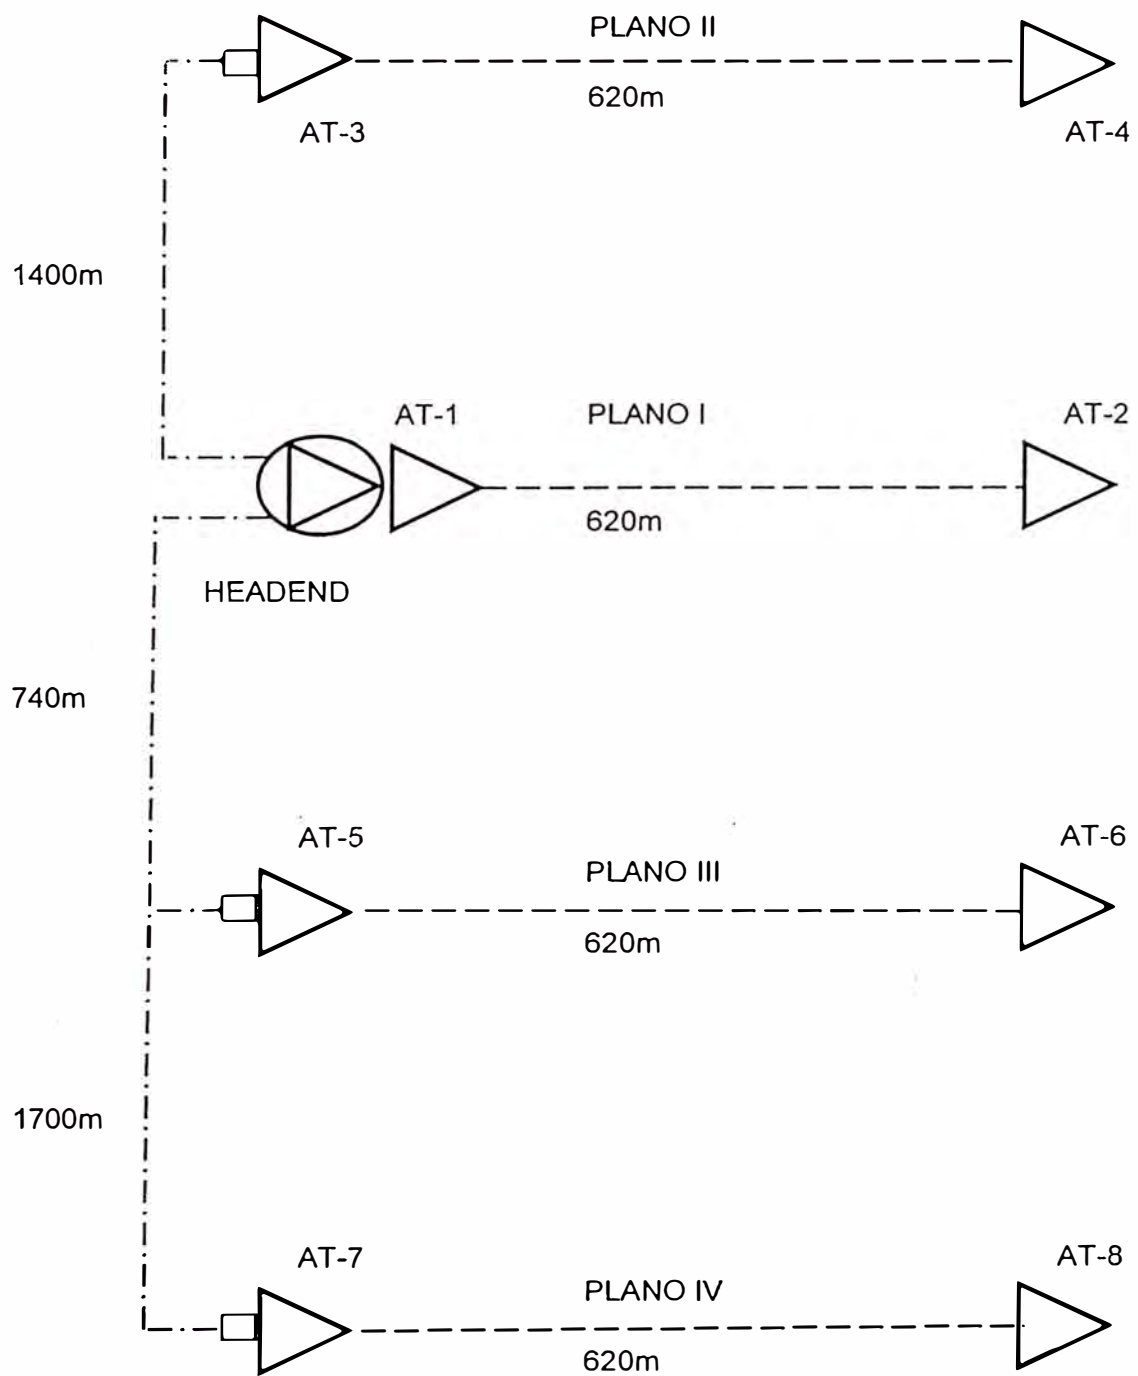 PLANO II
620m
AT-3
AT-4
1400m
AT-1
PLANO I
AT-2
620m
HEADEND
740m
AT-5
PLANO III
AT-6
620m
1700m
AT-7
PLANO IV
AT-8
620m